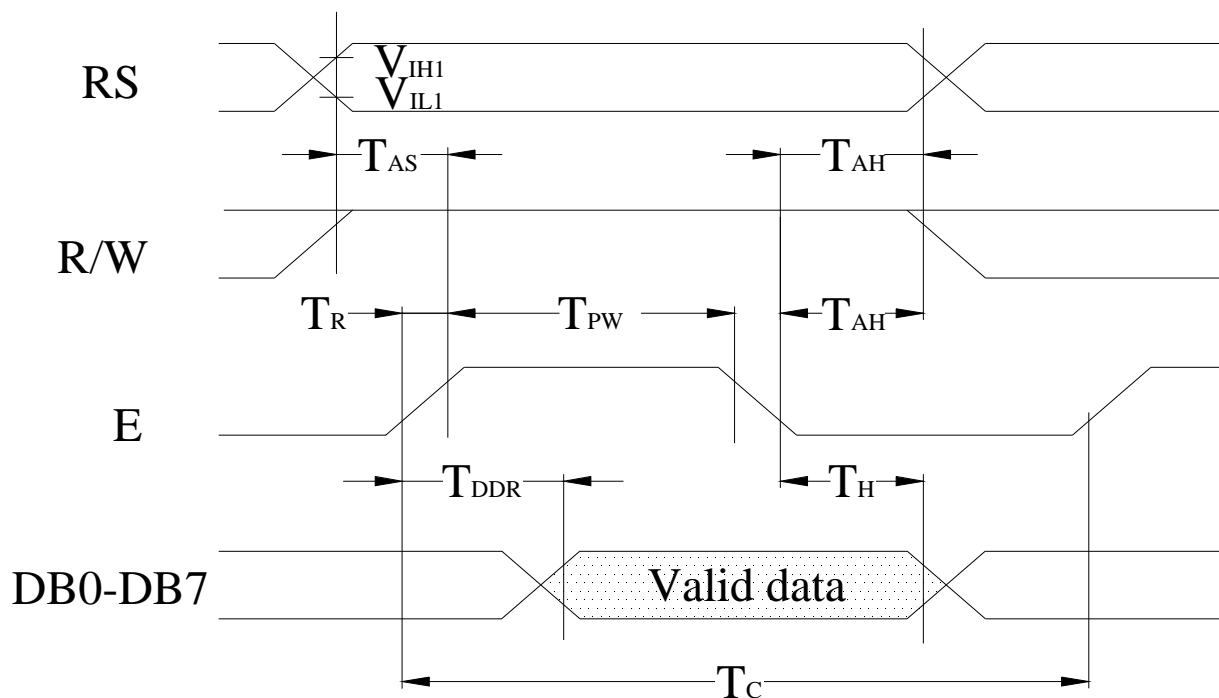 RS
VIH1
VIL1
TAS
TAH
R/W
TR
TPW
TAH
E
TDDR
TH
DB0-DB7
Valid data
TC